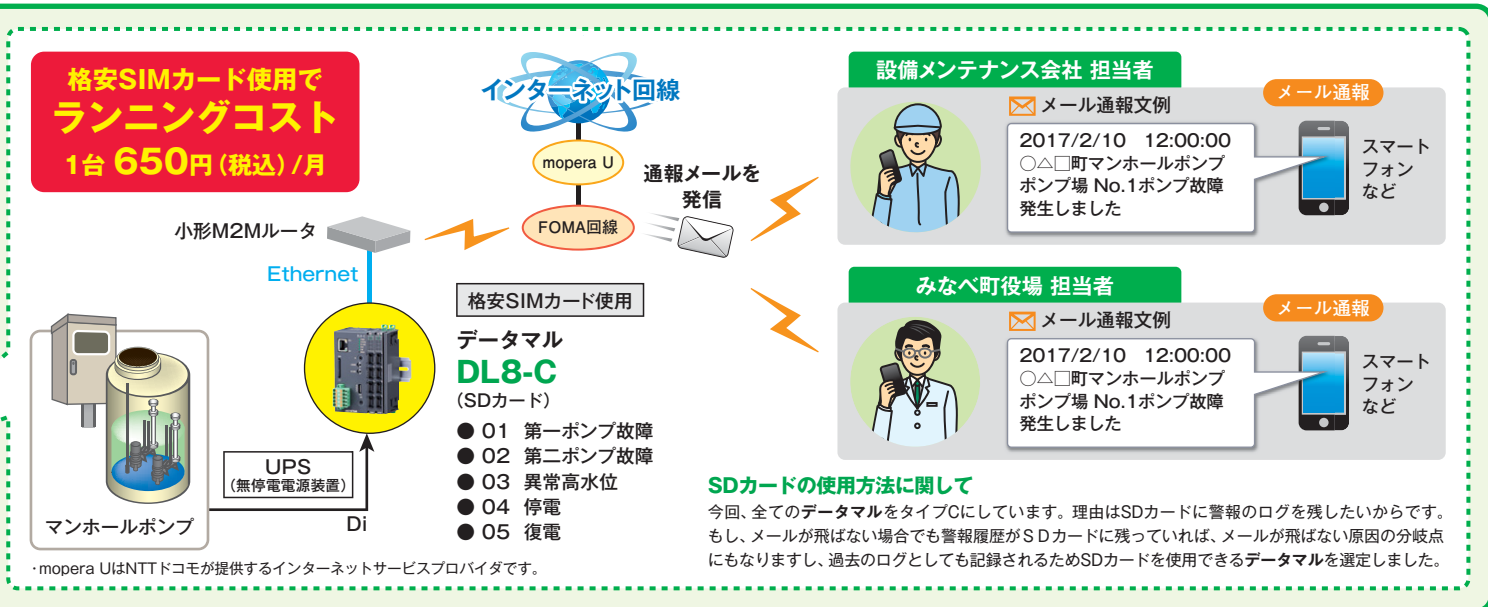 格安SIMカード使用で
ランニングコスト
1台 650円(税込)/月
インターネット回線
mopera U
FOMA回線
通報メールを
発信
小形M2Mルータ
Ethernet
格安SIMカード使用
データマル
DL8-C
(SDカード)
● 01 第一ポンプ故障
● 02 第二ポンプ故障
● 03 異常高水位
● 04 停電
● 05 復電
UPS
(無停電電源装置)
Di
マンホールポンプ
・mopera UはNTTドコモが提供するインターネットサービスプロバイダです。
設備メンテナンス会社 担当者
メール通報
メール通報文例
2017/2/10 12:00:00
○△□町マンホールポンプ
ポンプ場 No.1ポンプ故障
発生しました
スマート
フォン
など
みなべ町役場 担当者
メール通報
メール通報文例
2017/2/10 12:00:00
○△□町マンホールポンプ
ポンプ場 No.1ポンプ故障
発生しました
スマート
フォン
など
SDカードの使用方法に関して
今回、全てのデータマルをタイプCにしています。理由はSDカードに警報のログを残したいからです。
もし、メールが飛ばない場合でも警報履歴がSDカードに残っていれば、メールが飛ばない原因の分岐点
にもなりますし、過去のログとしても記録されるためSDカードを使用できるデータマルを選定しました。